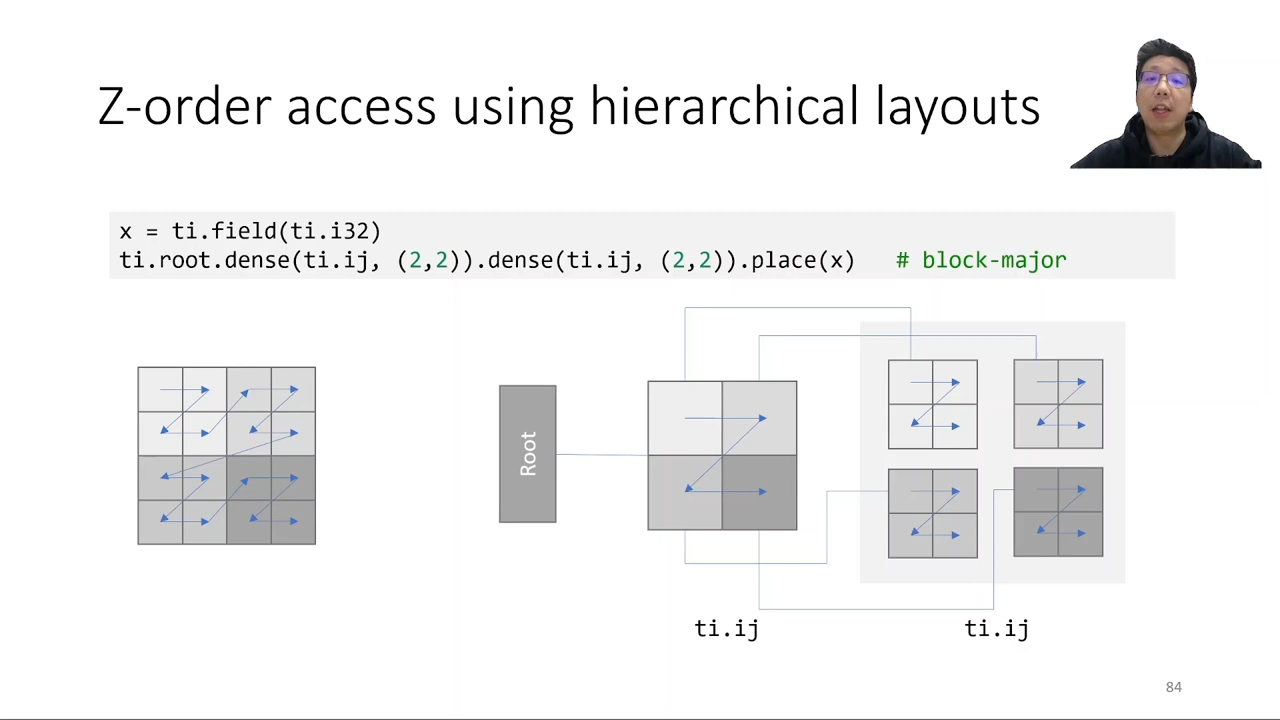 Z-order access using hierarchical layouts
x = ti.field(ti.i32)
ti.root.dense(ti.ij, (2,2)).dense(ti.ij, (2,2)).place(x)   # block-major
Root
ti.ij
ti.ij
84